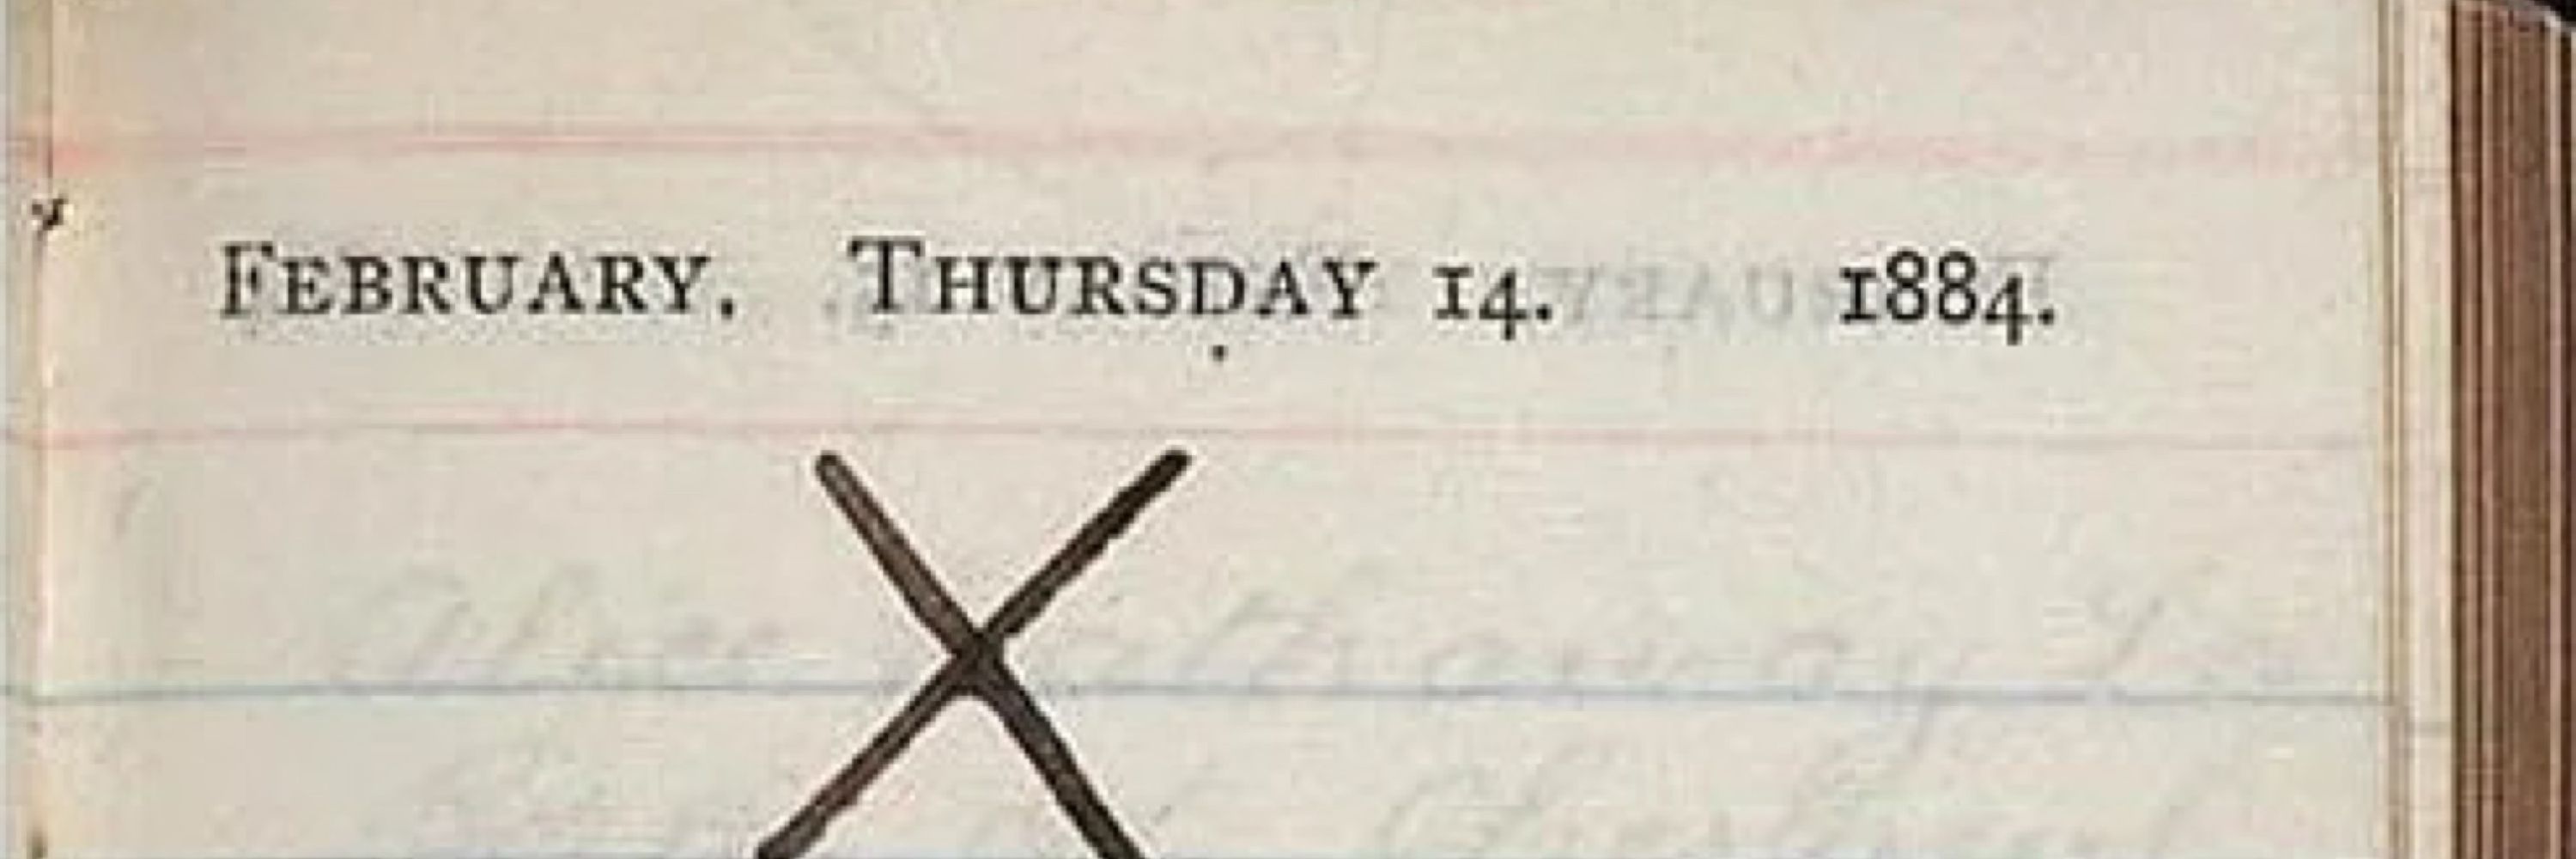 FEBRUARY. THURSDAY 14. 1884.
X